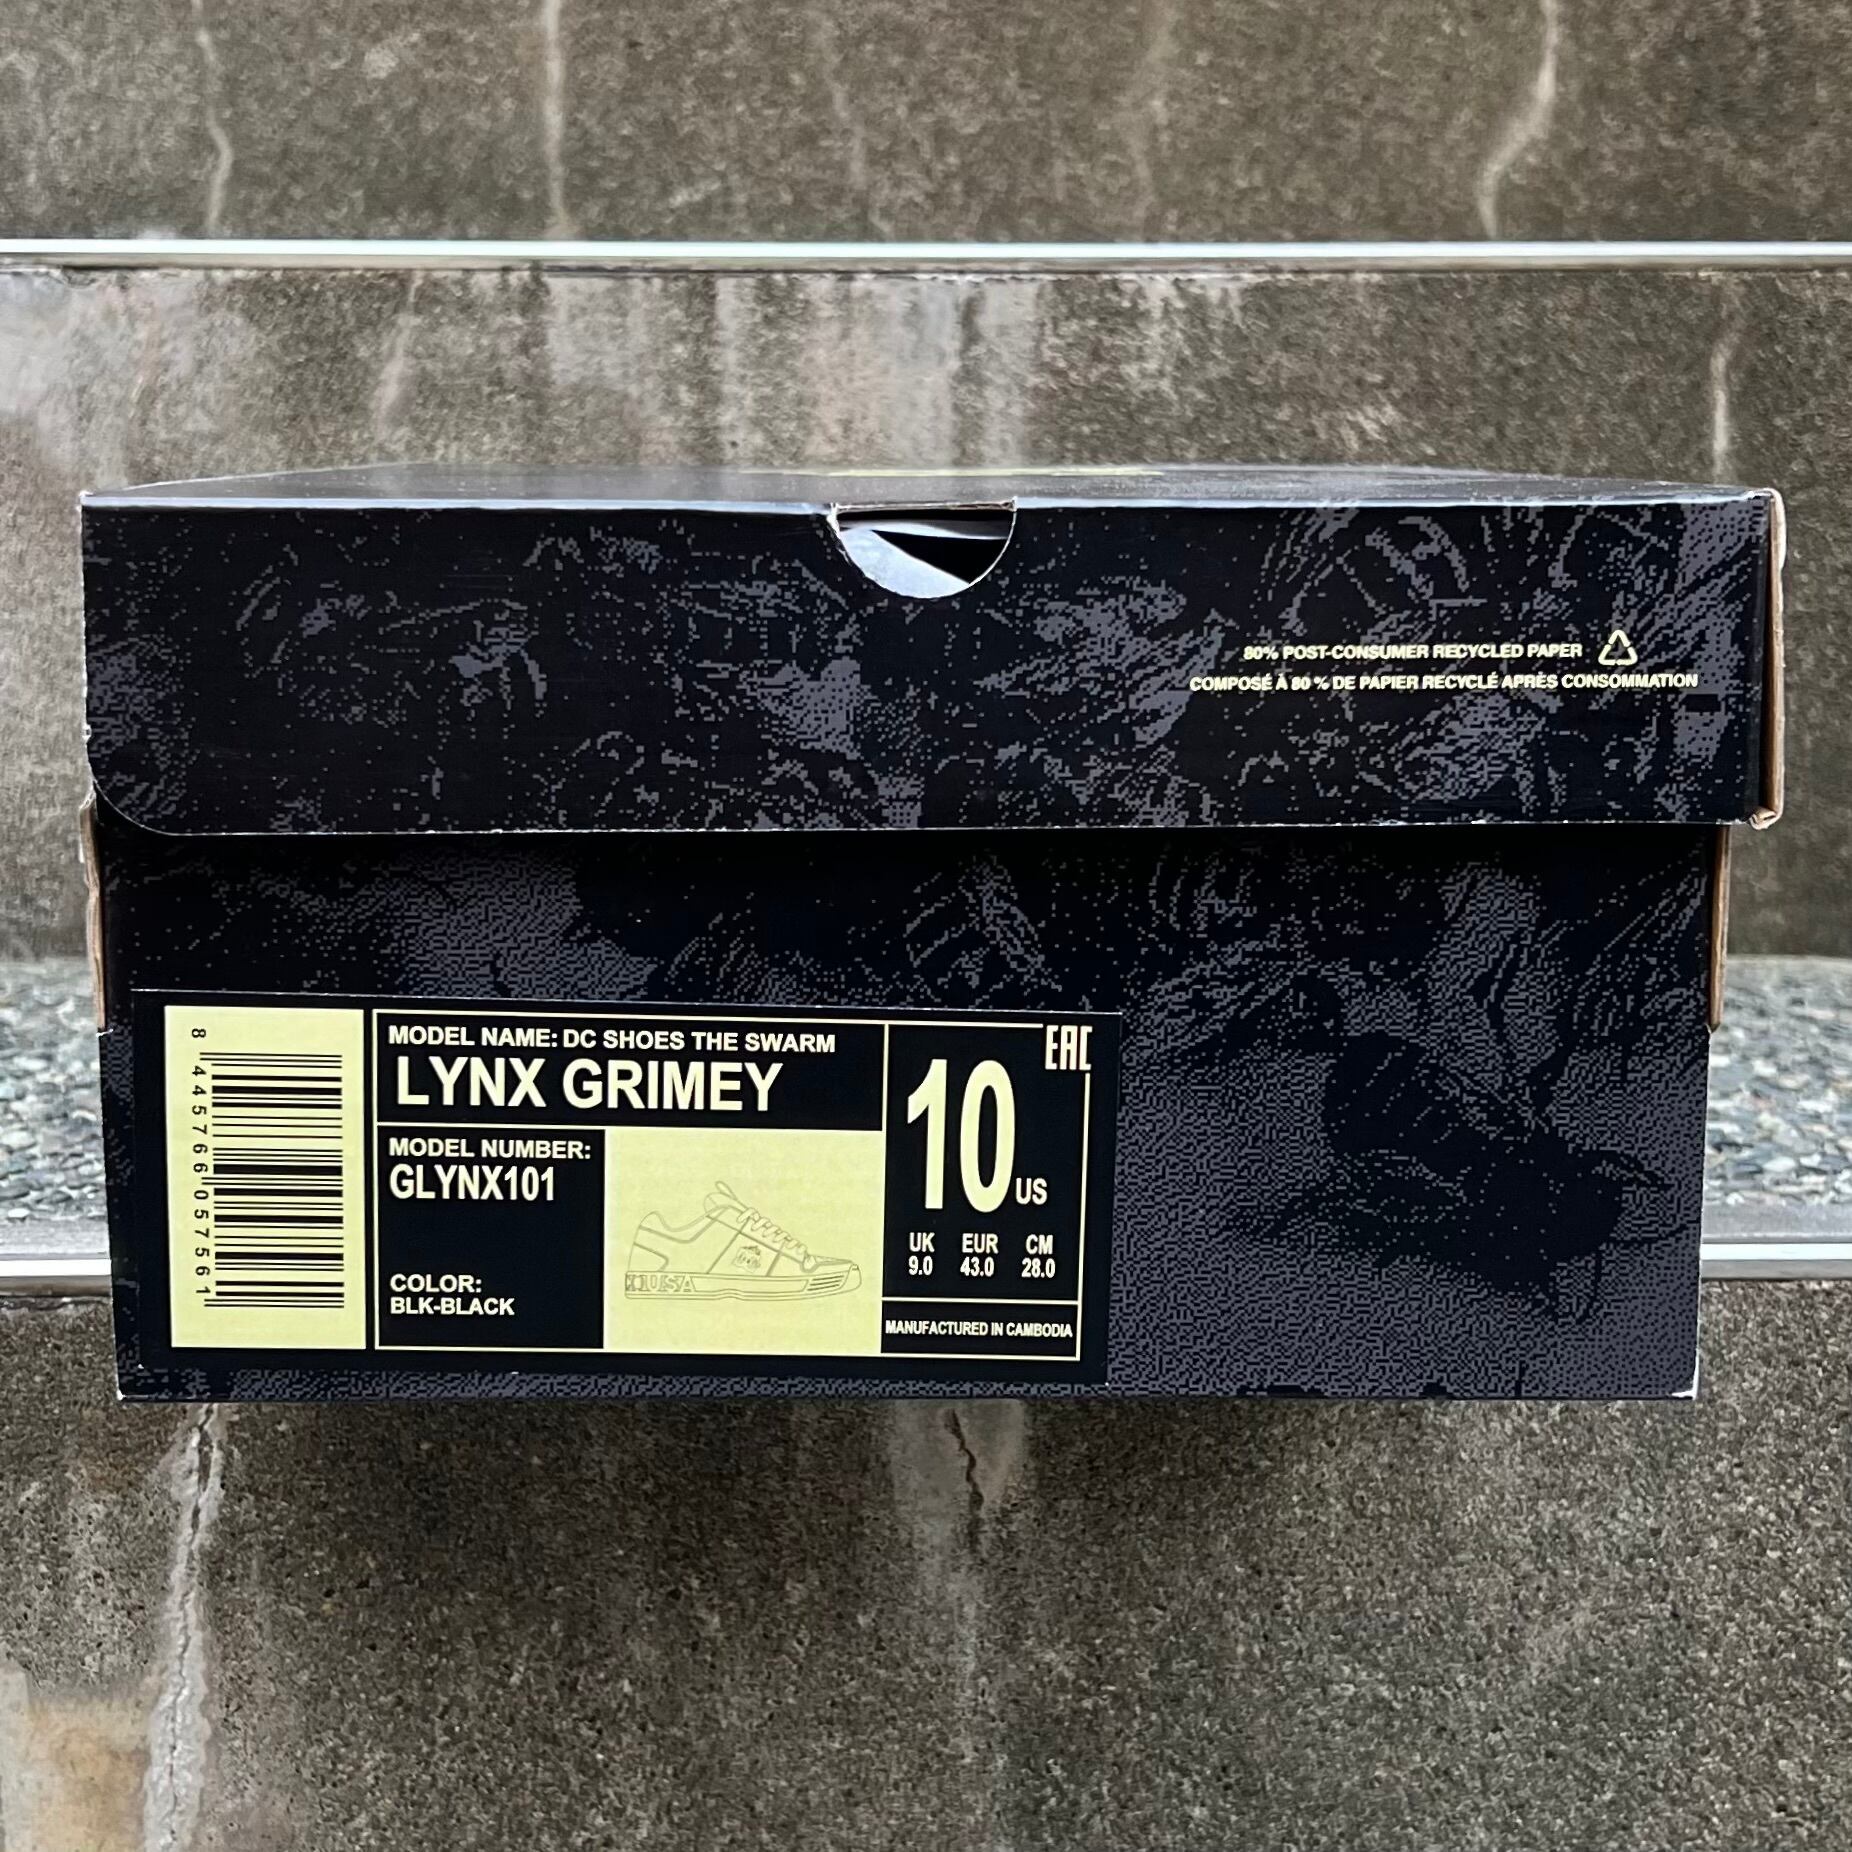 80% POST-CONSUMER RECYCLED PAPER
COMPOSÉ À 80 % DE PAPIER RECYCLÉ APRÈS CONSOMMATION
8 445766 057561
MODEL NAME: DC SHOES THE SWARM
LYNX GRIMEY
MODEL NUMBER:
GLYNX101
COLOR:
BLK-BLACK
USA
EAC
10 US
UK EUR CM
9.0 43.0 28.0
MANUFACTURED IN CAMBODIA